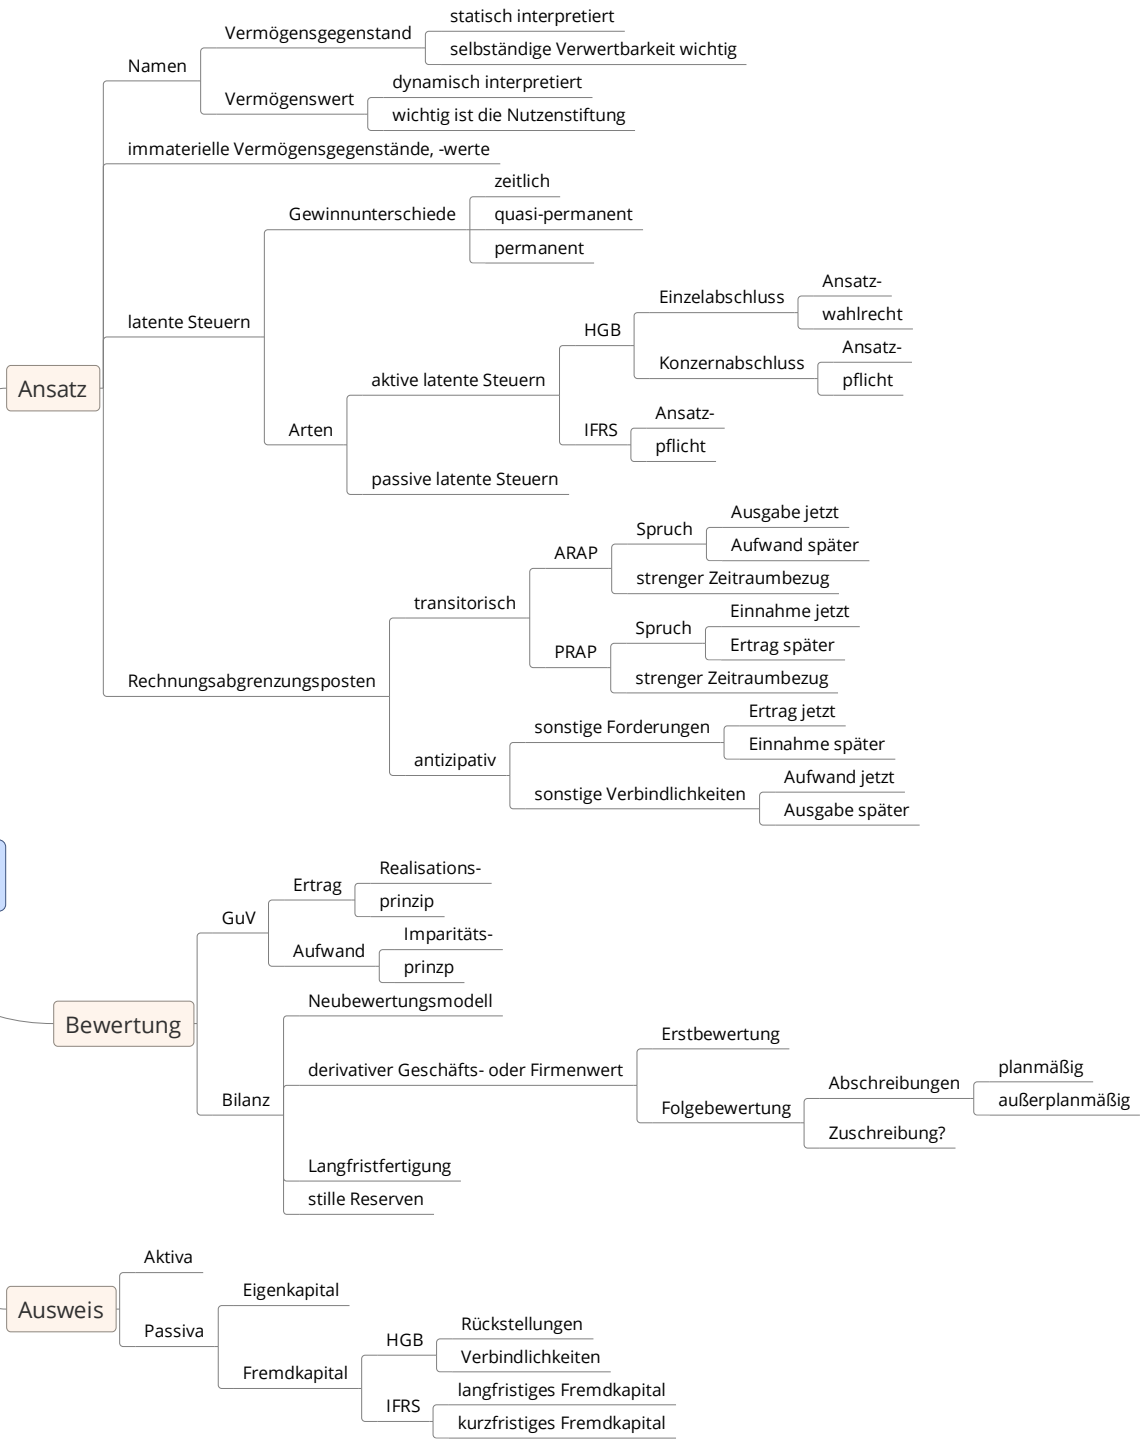 statisch interpretiert
Vermögensgegenstand
selbständige Verwertbarkeit wichtig
Namen
dynamisch interpretiert
Vermögenswert
wichtig ist die Nutzenstiftung
immaterielle Vermögensgegenstände, -werte
zeitlich
Gewinnunterschiede
quasi-permanent
permanent
Ansatz-
Einzelabschluss
wahlrecht
latente Steuern
HGB
Ansatz-
Konzernabschluss
pflicht
aktive latente Steuern
Ansatz
Ansatz-
Arten
IFRS
pflicht
passive latente Steuern
Ausgabe jetzt
Spruch
Aufwand später
ARAP
strenger Zeitraumbezug
transitorisch
Einnahme jetzt
Spruch
Ertrag später
PRAP
strenger Zeitraumbezug
Rechnungsabgrenzungsposten
Ertrag jetzt
sonstige Forderungen
Einnahme später
antizipativ
Aufwand jetzt
sonstige Verbindlichkeiten
Ausgabe später
Realisations-
Ertrag
prinzip
GuV
Imparitäts-
Aufwand
prinzp
Neubewertungsmodell
Bewertung
Erstbewertung
derivativer Geschäfts- oder Firmenwert
planmäßig
Abschreibungen
außerplanmäßig
Bilanz
Folgebewertung
Zuschreibung?
Langfristfertigung
stille Reserven
Aktiva
Eigenkapital
Ausweis
Rückstellungen
Passiva
HGB
Verbindlichkeiten
Fremdkapital
langfristiges Fremdkapital
IFRS
kurzfristiges Fremdkapital